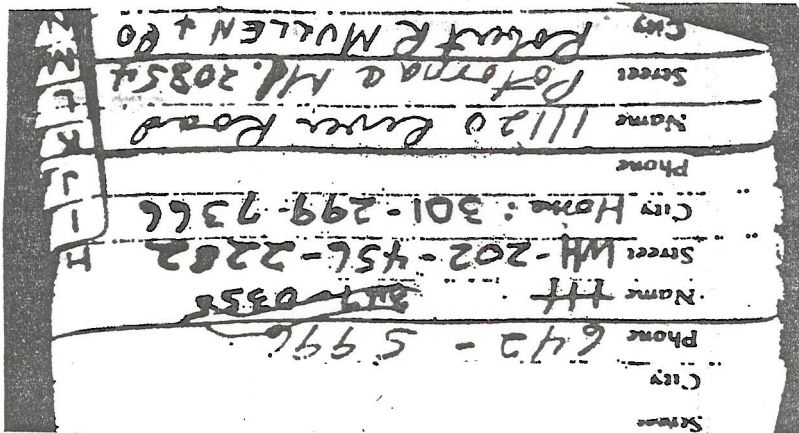 Street
City
Phone 642 - 5996
Name HH
Street WH-202-456-2282 H
City Home: 301-299-7366 I
Phone J
Name 11120 River Road K
Street Potomac Md. 20854 L
City Robert R MULLEN + Co M